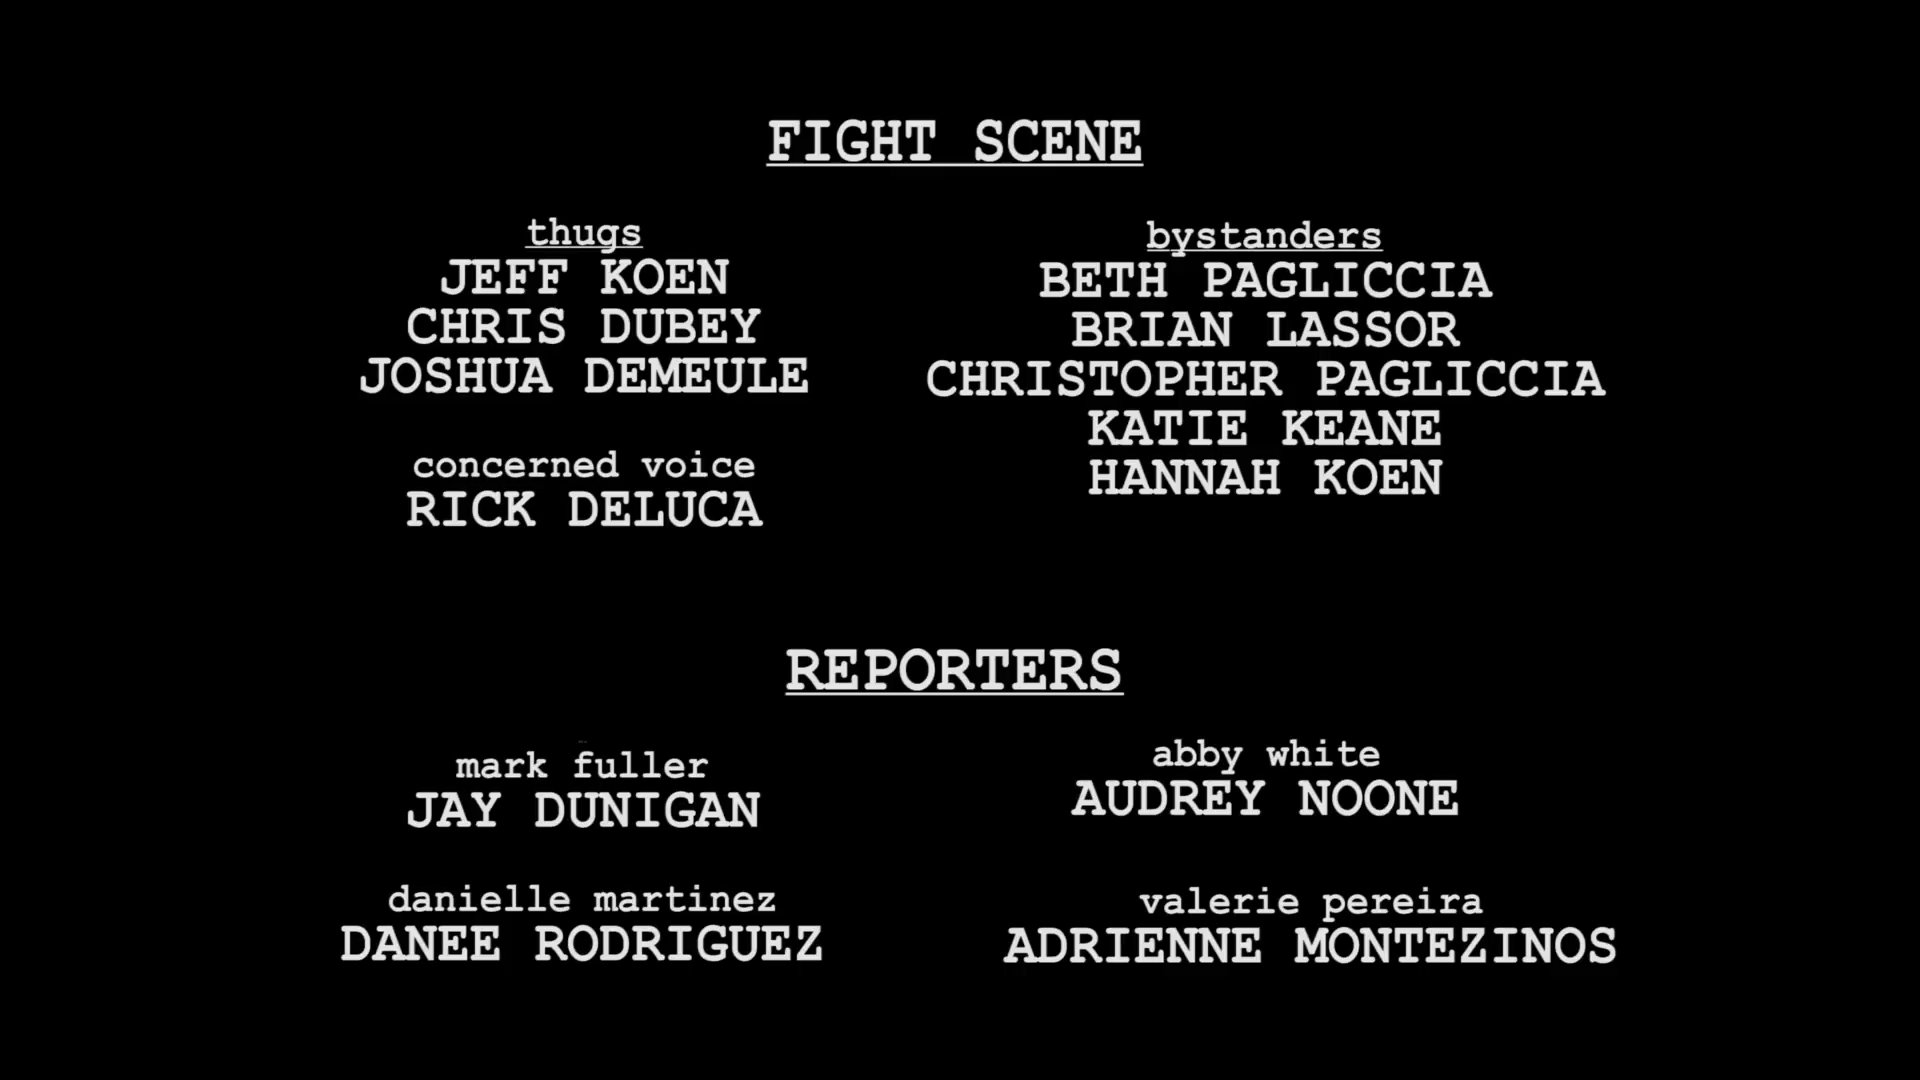 FIGHT SCENE
thugs
JEFF KOEN
CHRIS DUBEY
JOSHUA DEMEULE
concerned voice
RICK DELUCA
bystanders
BETH PAGLICCIA
BRIAN LASSOR
CHRISTOPHER PAGLICCIA
KATIE KEANE
HANNAH KOEN
REPORTERS
mark fuller
JAY DUNIGAN
danielle martinez
DANEE RODRIGUEZ
abby white
AUDREY NOONE
valerie pereira
ADRIENNE MONTEZINOS